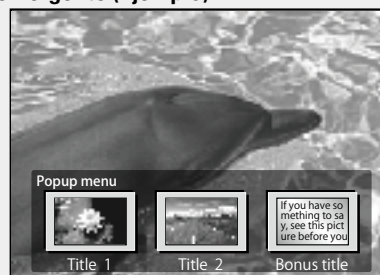 Popup menu
If you have so
mething to sa
y, see this pict
ure before you
Title 1
Title 2
Bonus title